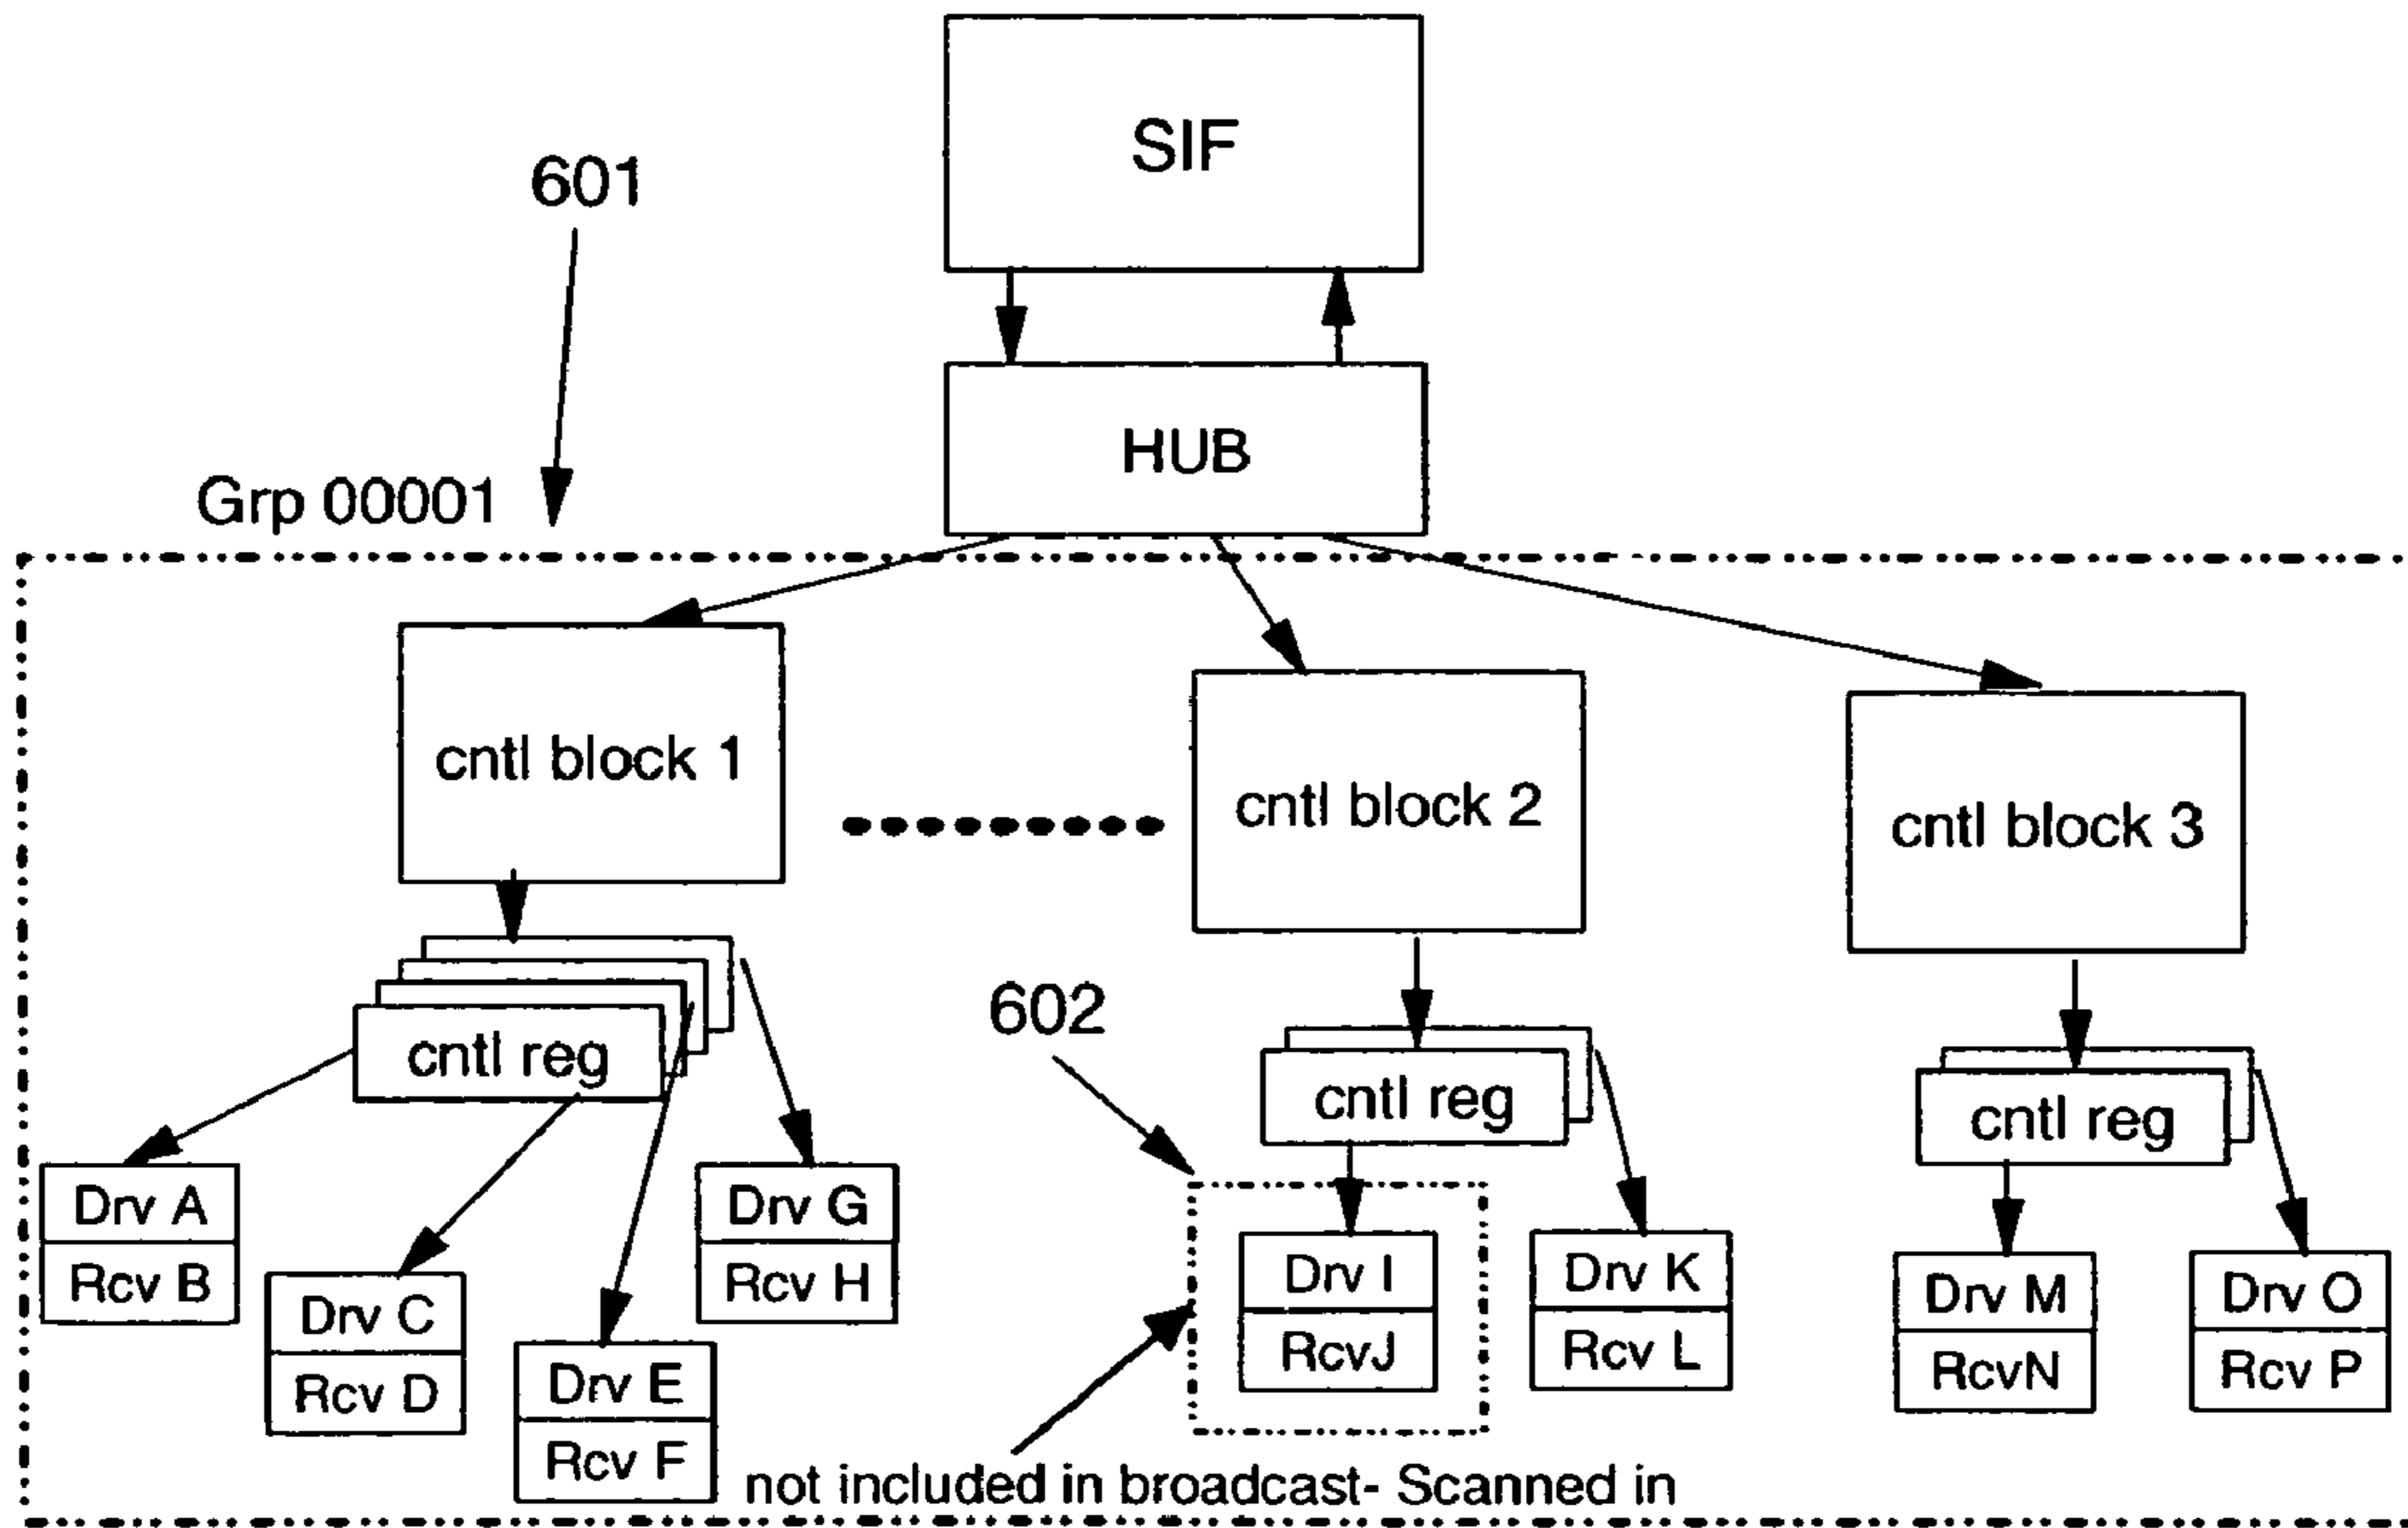 SIF
601
HUB
Grp 00001
cntl block 1
cntl block 2
cntl block 3
602
cntl reg
cntl reg
cntl reg
Drv A
Rcv B
Drv C
Rcv D
Drv E
Rcv F
Drv G
Rcv H
Drv I
RcvJ
Drv K
Rcv L
Drv M
RcvN
Drv O
Rcv P
not included in broadcast- Scanned in